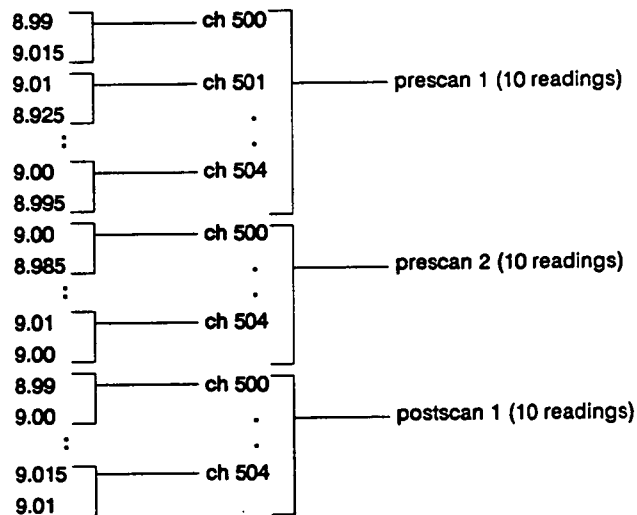 8.99
ch 500
9.015
9.01
ch 501
prescan 1 (10 readings)
8.925
:
9.00
ch 504
8.995
9.00
ch 500
8.985
prescan 2 (10 readings)
:
9.01
ch 504
9.00
8.99
ch 500
9.00
postscan 1 (10 readings)
:
9.015
ch 504
9.01